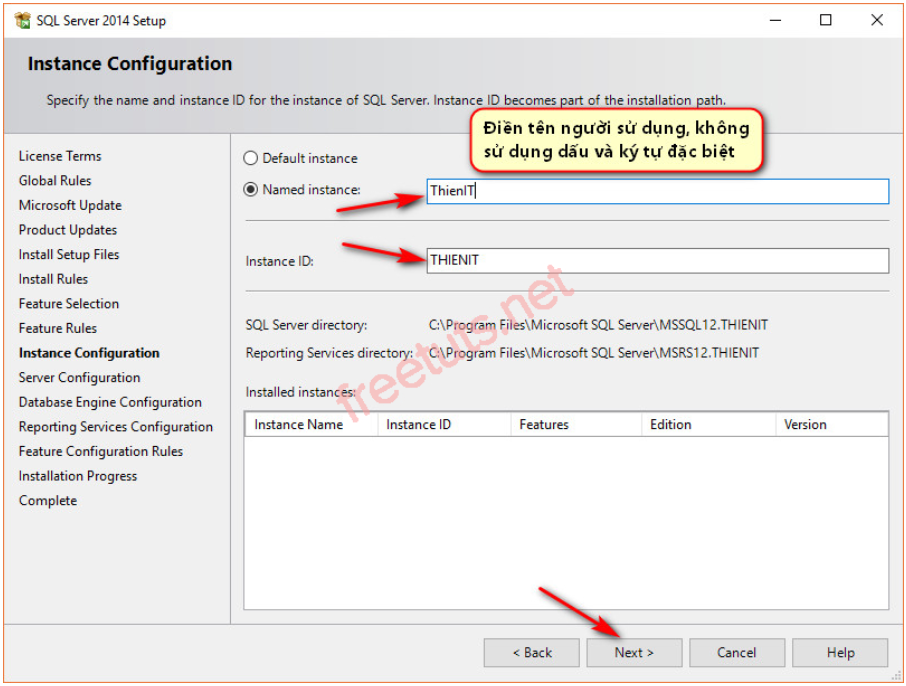 SQL Server 2014 Setup
Instance Configuration
Specify the name and instance ID for the instance of SQL Server. Instance ID becomes part of the installation path.
Điền tên người sử dụng, không
sử dụng dấu và ký tự đặc biệt
License Terms
Global Rules
Microsoft Update
Product Updates
Install Setup Files
Install Rules
Feature Selection
Feature Rules
Instance Configuration
Server Configuration
Database Engine Configuration
Reporting Services Configuration
Feature Configuration Rules
Installation Progress
Complete
Default instance
Named instance: ThienIT
Instance ID: THIENIT
SQL Server directory: C:\Program Files\Microsoft SQL Server\MSSQL12.THIENIT
Reporting Services directory: C:\Program Files\Microsoft SQL Server\MSRS12.THIENIT
Installed instances:
Instance Name Instance ID Features Edition Version
freetuts.net
< Back Next > Cancel Help